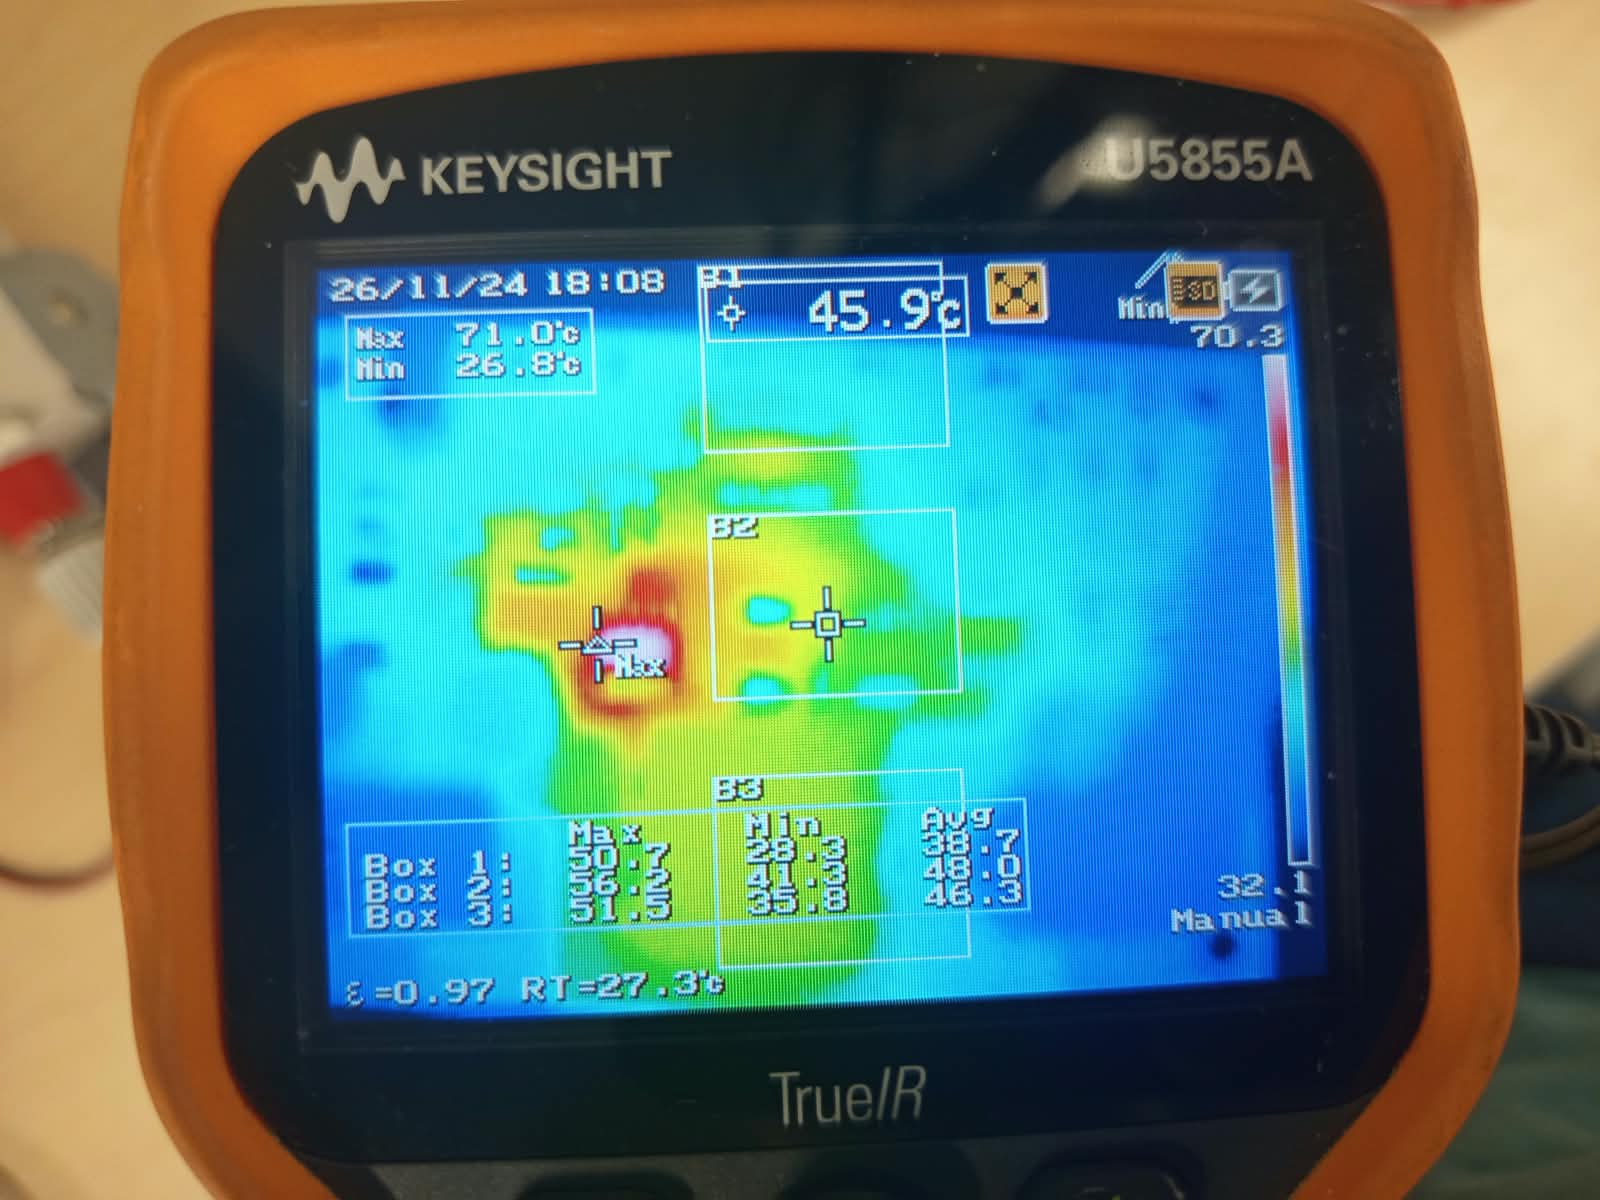 KEYSIGHT
U5855A
26/11/24 18:08
B1
45.9℃
SD
Min
70.3
Max 71.0℃
Min 26.8℃
B2
Max
B3
Max Min Avg
Box 1: 50.7 28.3 38.7
Box 2: 56.2 41.3 48.0
Box 3: 51.5 35.8 46.3
32.1
Manual
ε=0.97 RT=27.3℃
TrueIR